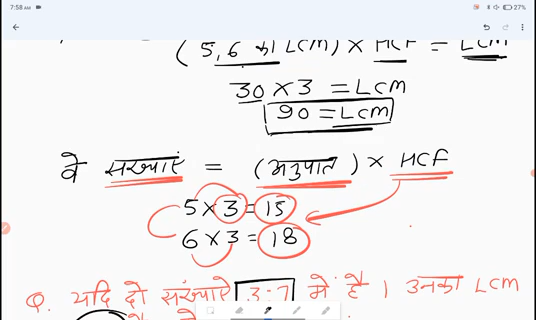 7:58 AM
27%
(5,6 का LCM) × HCF = LCM
30 × 3 = LCM
90 = LCM
वे संख्याएं = (अनुपात) × HCF
5 × 3 = 15
6 × 3 = 18
Q. यदि दो संख्याएं 3:7 में है। उनका LCM